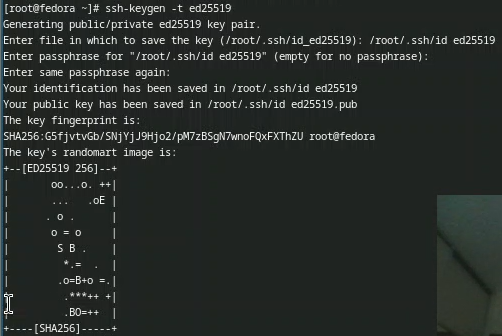 [root@fedora ~]# ssh-keygen -t ed25519
Generating public/private ed25519 key pair.
Enter file in which to save the key (/root/.ssh/id_ed25519): /root/.ssh/id ed25519
Enter passphrase for "/root/.ssh/id ed25519" (empty for no passphrase):
Enter same passphrase again:
Your identification has been saved in /root/.ssh/id ed25519
Your public key has been saved in /root/.ssh/id ed25519.pub
The key fingerprint is:
SHA256:G5fjvtvGb/SNjYjJ9Hjo2/pM7zBSgN7wnoFQxFXThZU root@fedora
The key's randomart image is:
+--[ED25519 256]--+
|       oo...o. ++|
|       ...   .oE |
|      . o .      |
|       o = o     |
|        S B .    |
|         *.=  .  |
|        .o=B+o =.|
|         .***++ +|
|         .BO=++  |
+----[SHA256]-----+